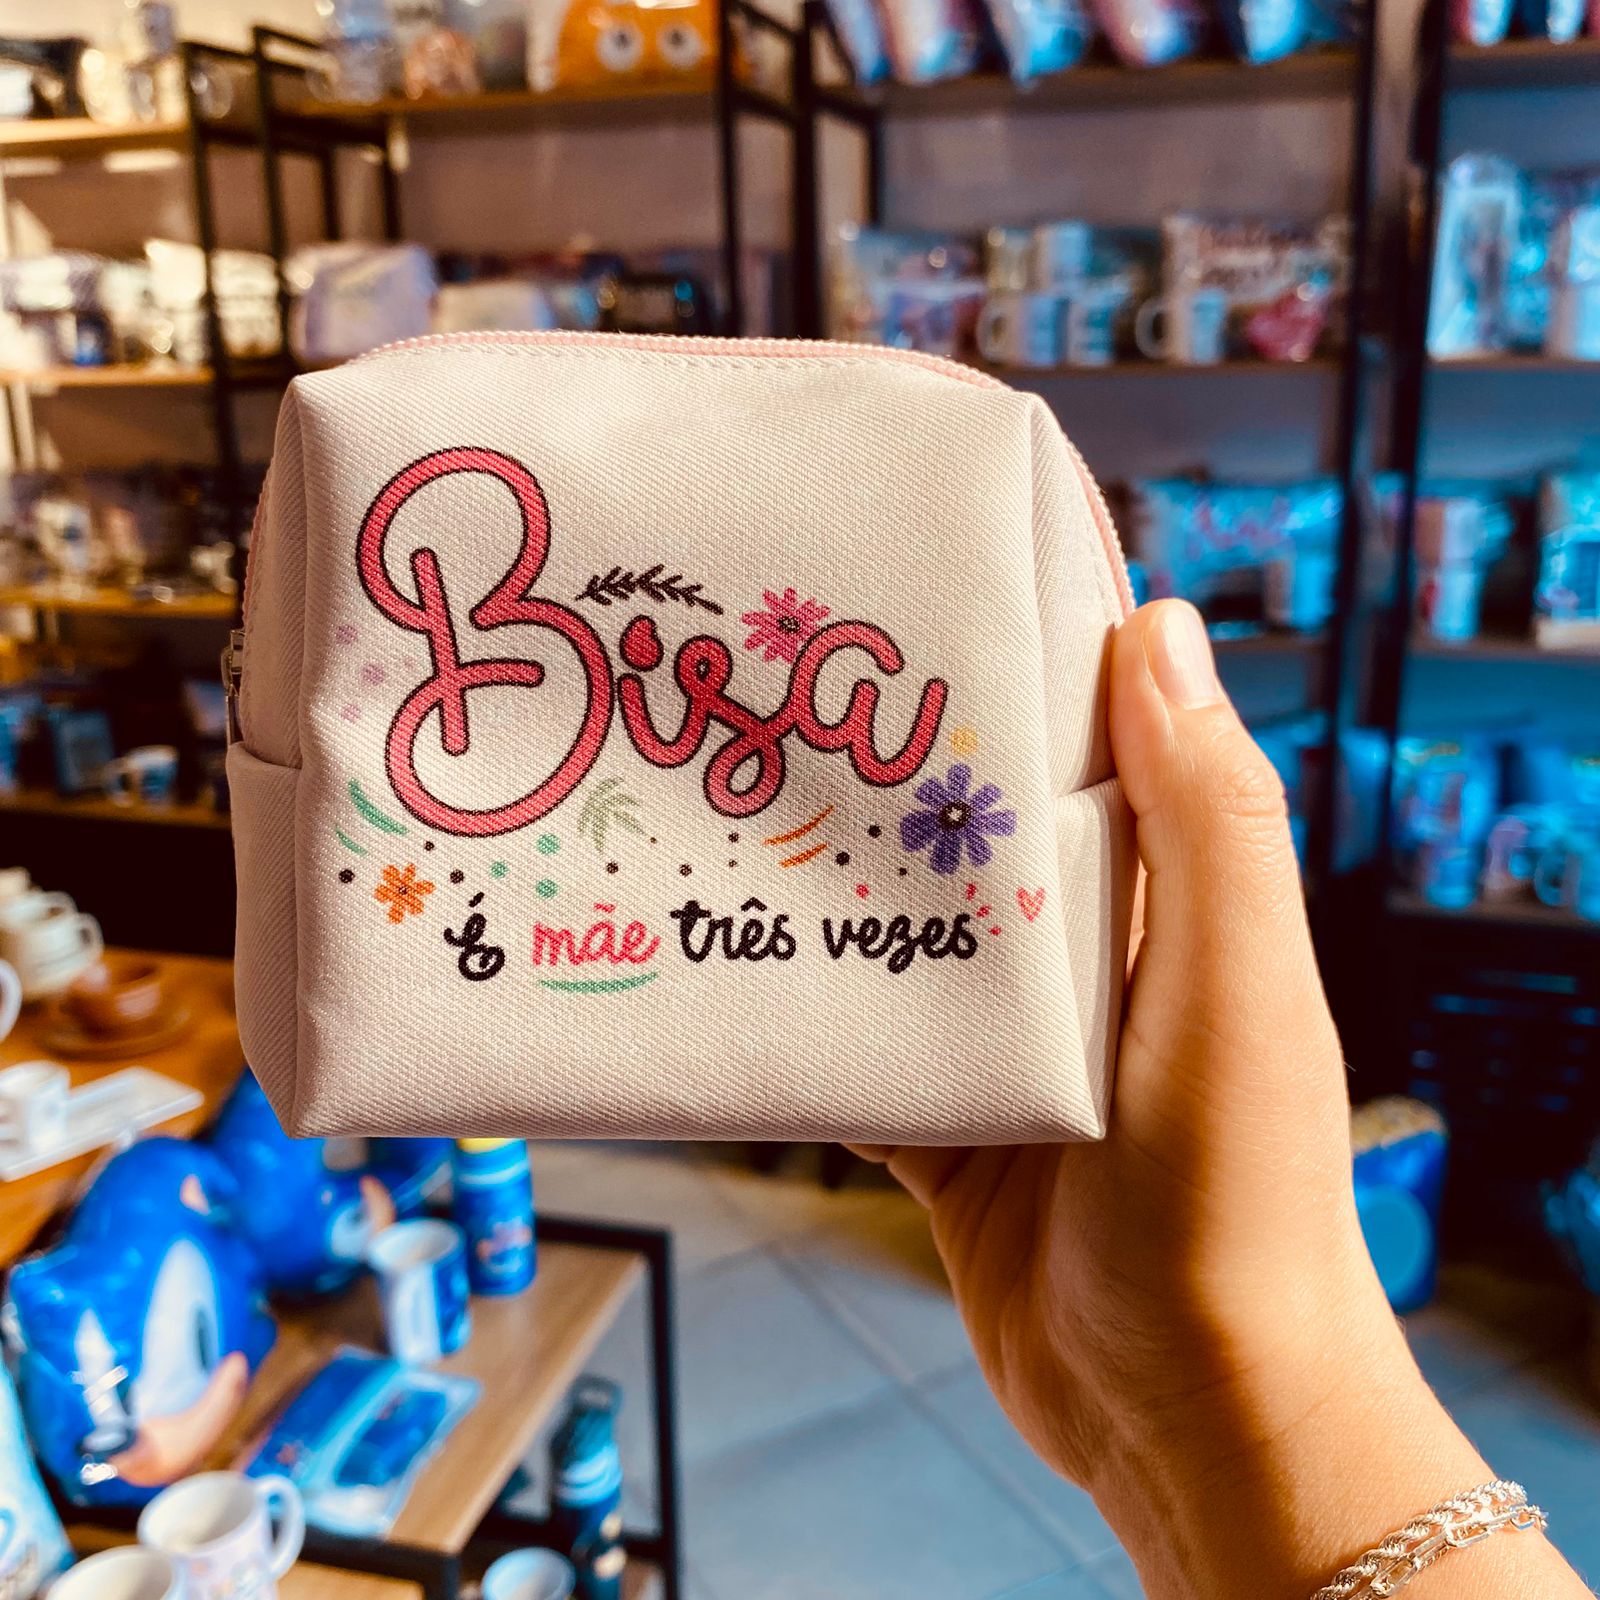 Bisa
é mãe três vezes